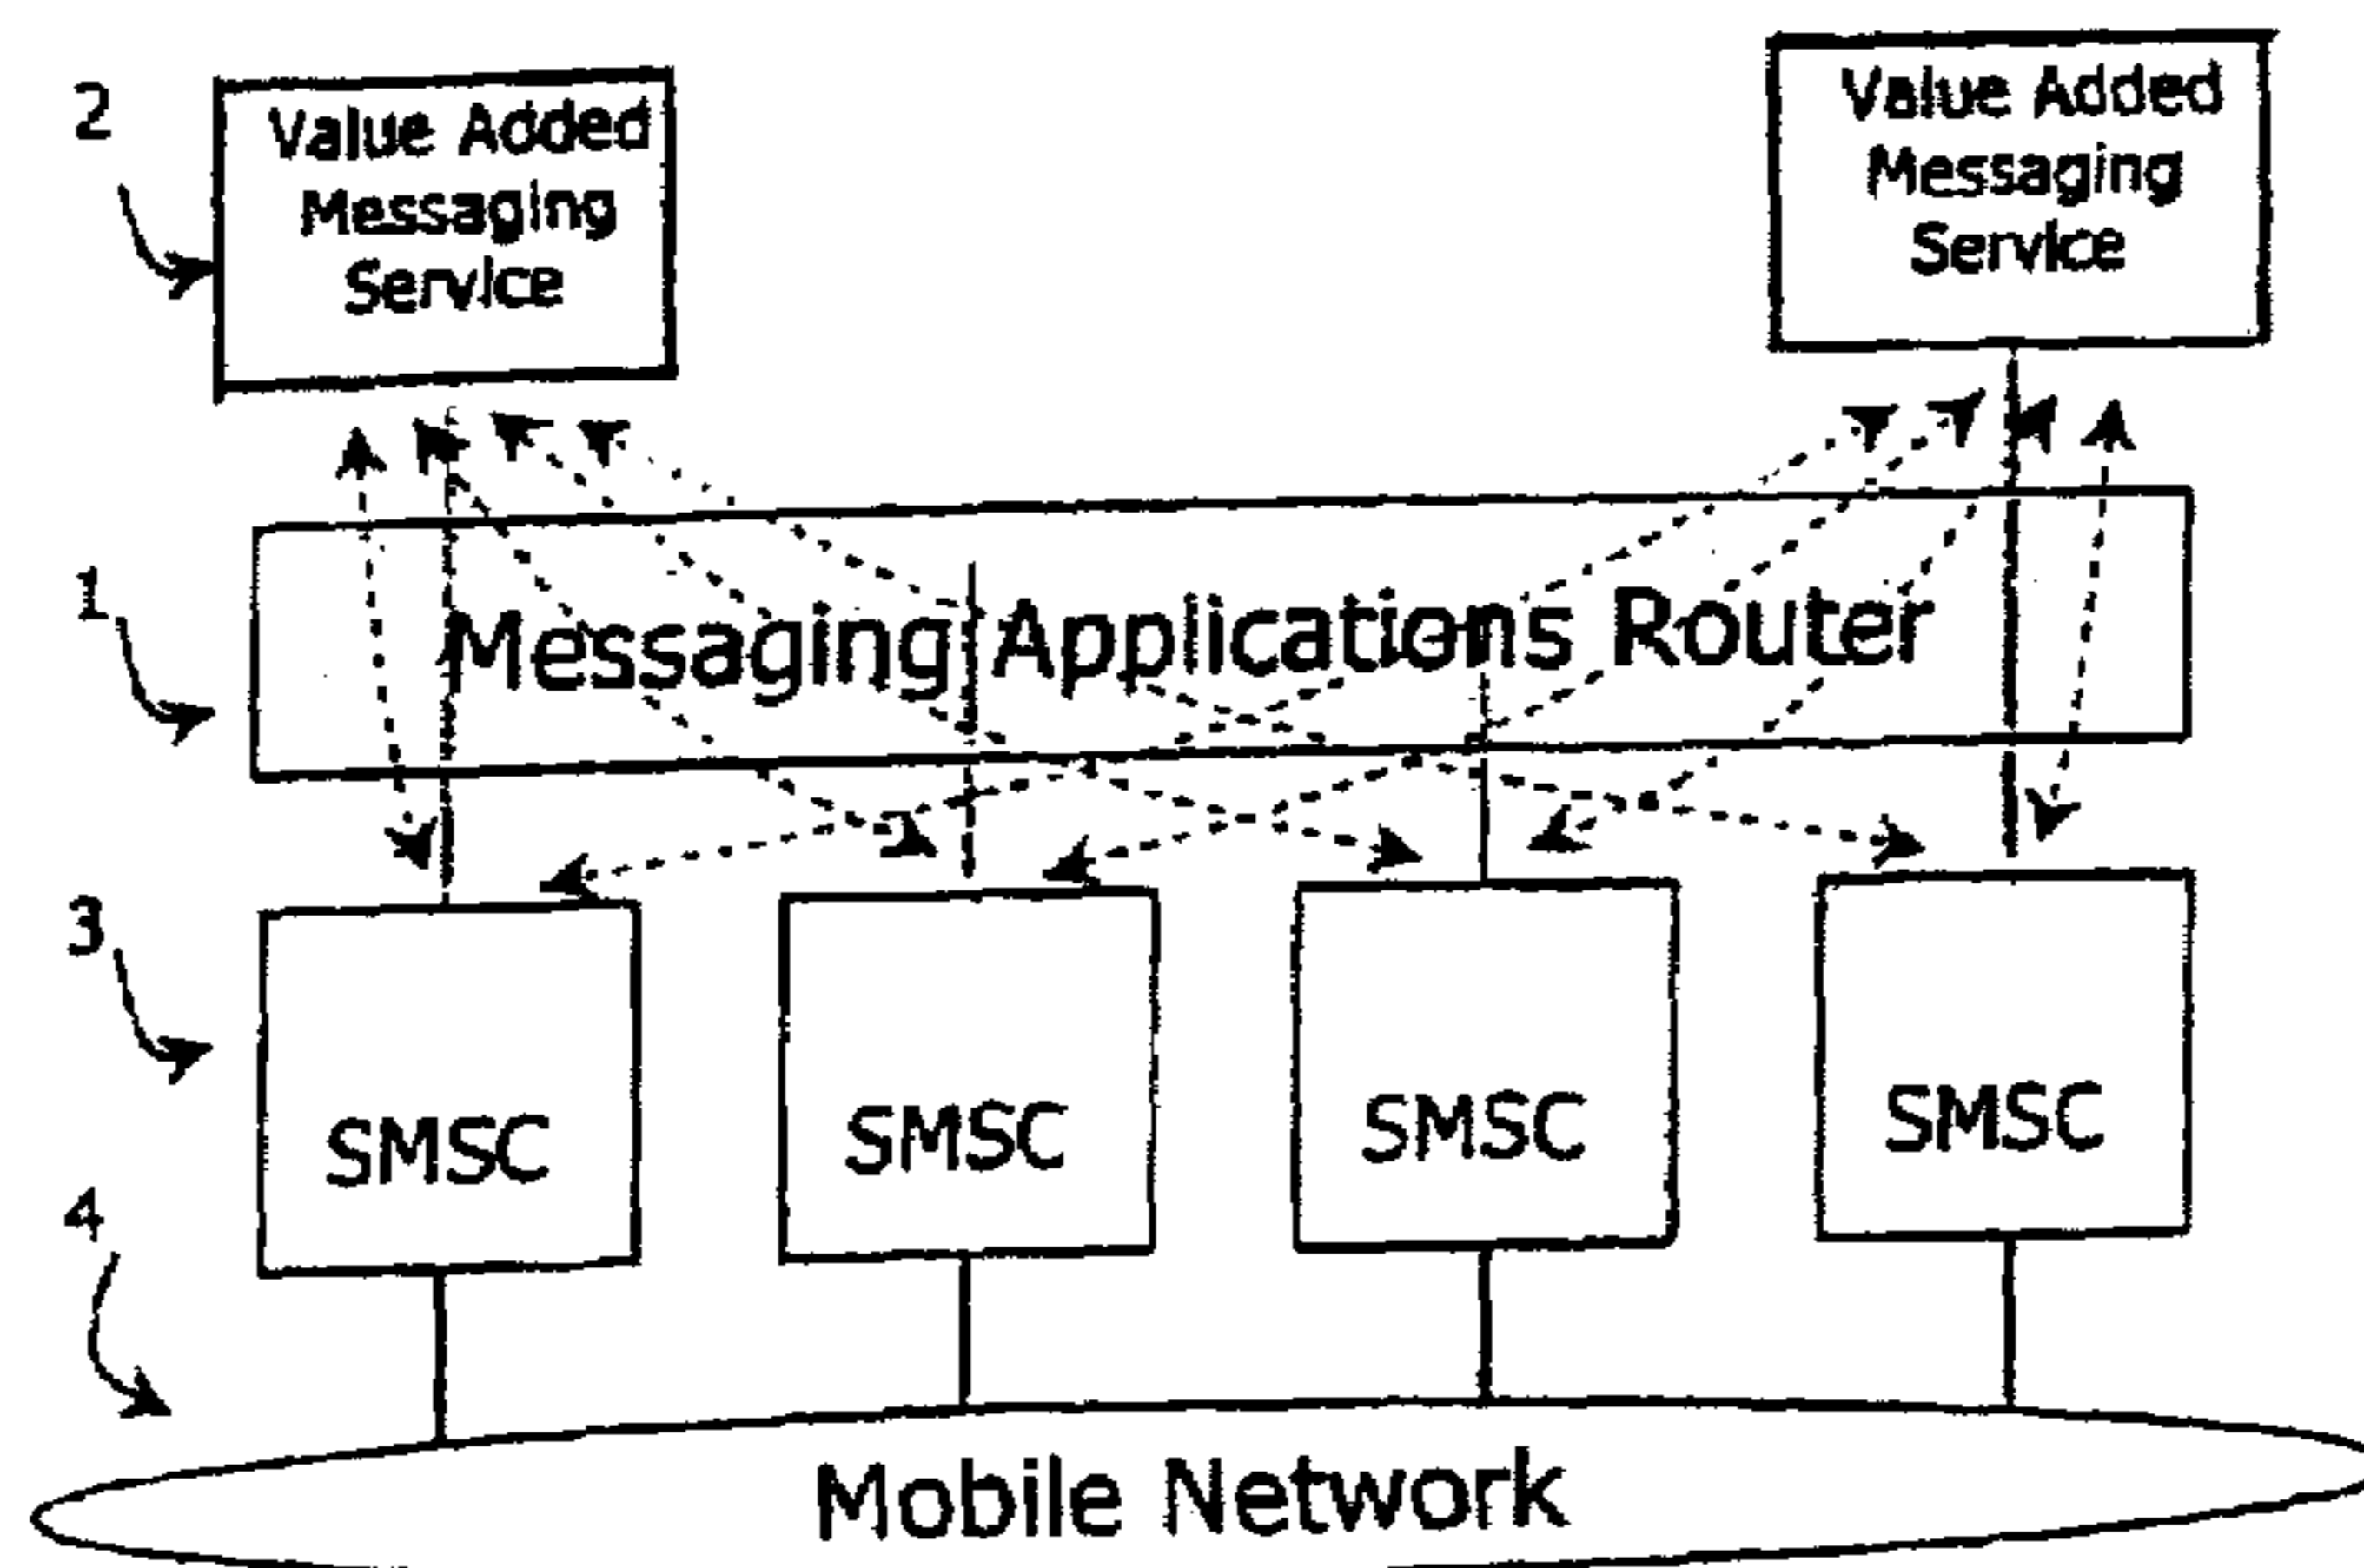 2
Value Added
Messaging
Service
Value Added
Messaging
Service
1
Messaging Applications Router
3
SMSC
SMSC
SMSC
SMSC
4
Mobile Network